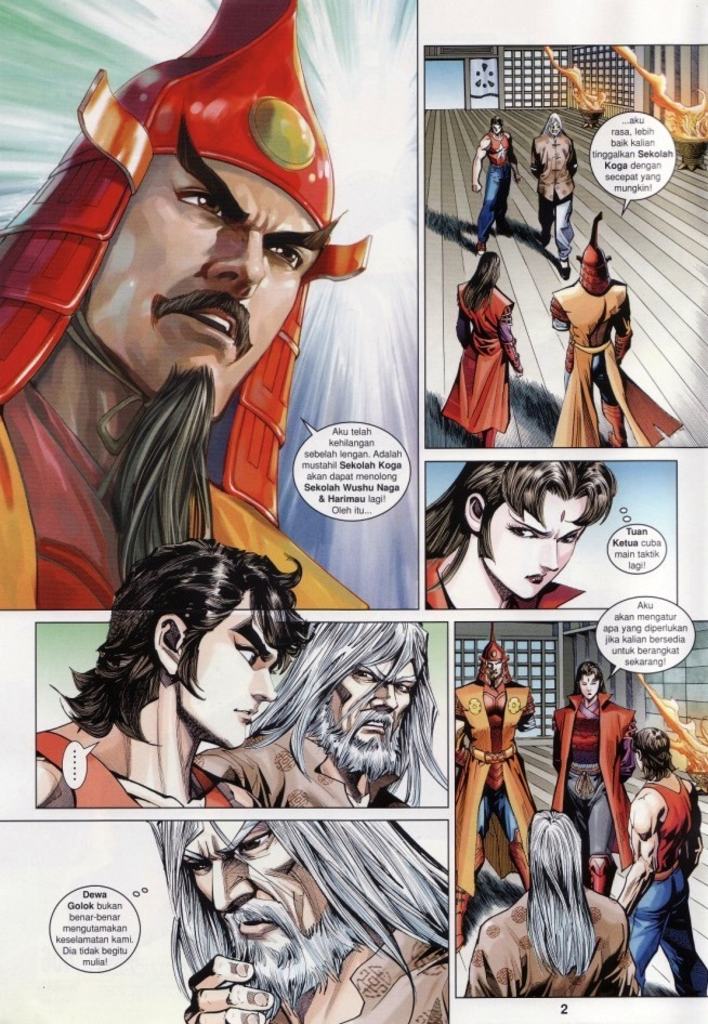 Aku telah
kehilangan
sebelah lengan. Adalah
mustahil Sekolah Koga
akan dapat menolong
Sekolah Wushu Naga
& Harimau lagi!
Oleh itu...
...aku
rasa, lebih
baik kalian
tinggalkan Sekolah
Koga dengan
secepat yang
mungkin!
Tuan
Ketua cuba
main taktik
lagi!
......
Aku
akan mengatur
apa yang diperlukan
jika kalian bersedia
untuk berangkat
sekarang!
Dewa
Golok bukan
benar-benar
mengutamakan
keselamatan kami.
Dia tidak begitu
mulia!
2